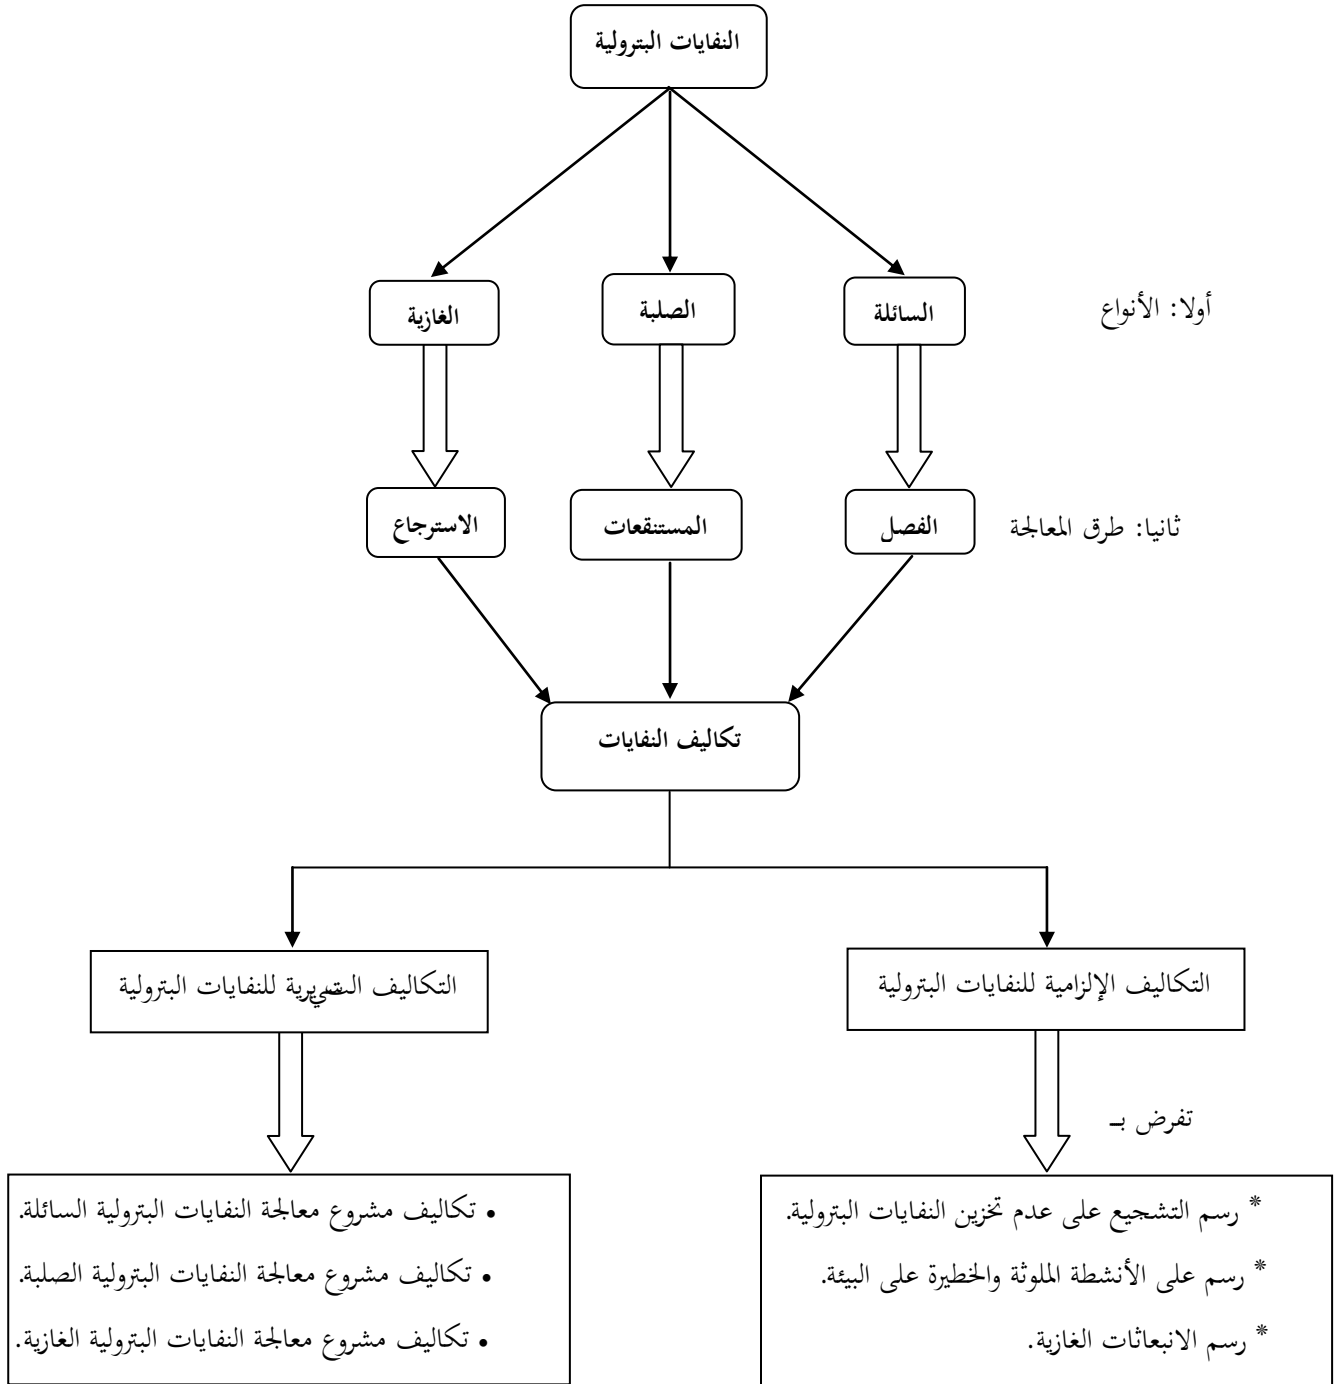 النفايات البترولية
السائلة
الصلبة
الغازية
أولا: الأنواع
الفصل
المستنقعات
الاسترجاع
ثانيا: طرق المعالجة
تكاليف النفايات
التكاليف الإلزامية للنفايات البترولية
التكاليف للنفايات البترولية
تفرض بـ
* رسم التشجيع على عدم تخزين النفايات البترولية.
* رسم على الأنشطة الملوثة والخطيرة على البيئة.
* رسم الانبعاثات الغازية.
• تكاليف مشروع معالجة النفايات البترولية السائلة.
• تكاليف مشروع معالجة النفايات البترولية الصلبة.
• تكاليف مشروع معالجة النفايات البترولية الغازية.